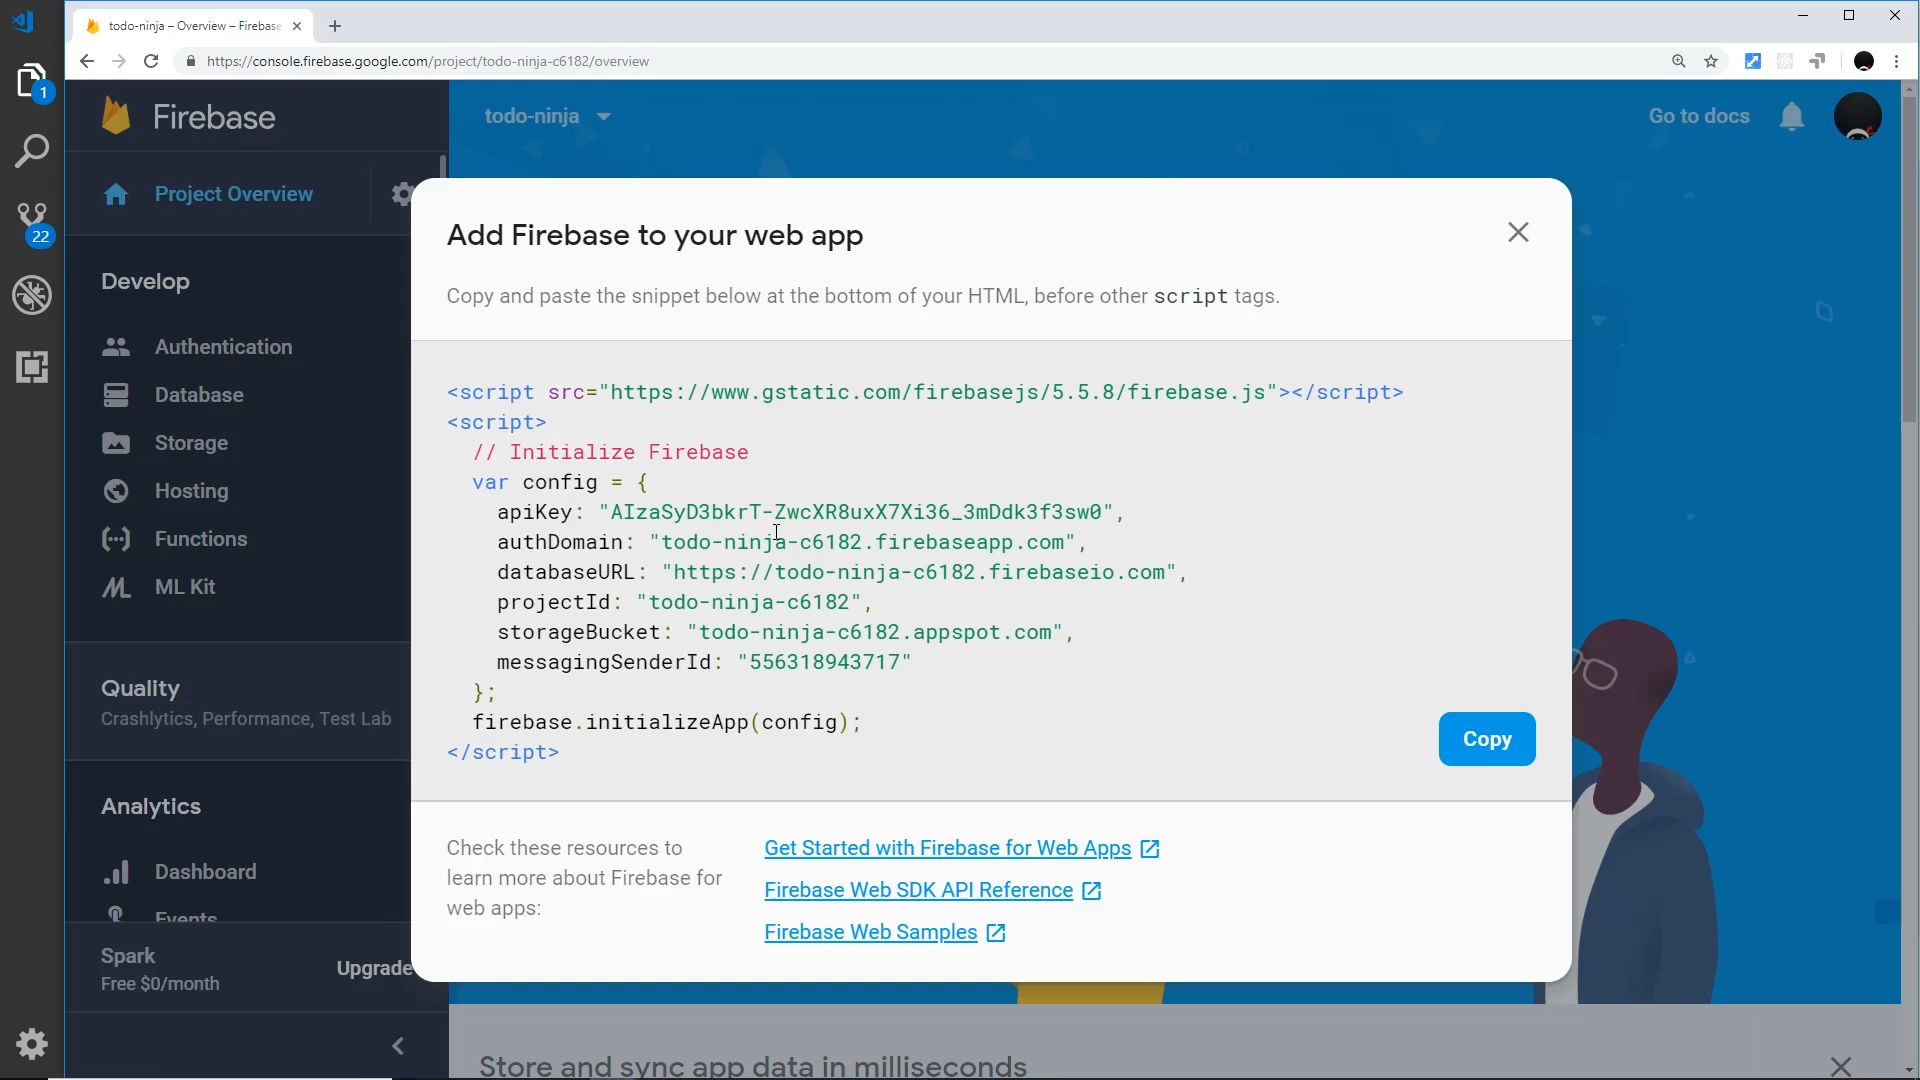 todo-ninja – Overview – Firebase
https://console.firebase.google.com/project/todo-ninja-c6182/overview
1
22
Firebase
todo-ninja
Go to docs
Project Overview
Develop
Authentication
Database
Storage
Hosting
Functions
ML Kit
Quality
Crashlytics, Performance, Test Lab
Analytics
Dashboard
Events
Spark
Free $0/month
Upgrade
Add Firebase to your web app
Copy and paste the snippet below at the bottom of your HTML, before other script tags.
<script src="https://www.gstatic.com/firebasejs/5.5.8/firebase.js"></script>
<script>
// Initialize Firebase
var config = {
apiKey: "AIzaSyD3bkrT-ZwcXR8uxX7Xi36_3mDdk3f3sw0",
authDomain: "todo-ninja-c6182.firebaseapp.com",
databaseURL: "https://todo-ninja-c6182.firebaseio.com",
projectId: "todo-ninja-c6182",
storageBucket: "todo-ninja-c6182.appspot.com",
messagingSenderId: "556318943717"
};
firebase.initializeApp(config);
</script>
Copy
Check these resources to
learn more about Firebase for
web apps:
Get Started with Firebase for Web Apps
Firebase Web SDK API Reference
Firebase Web Samples
Store and sync app data in milliseconds